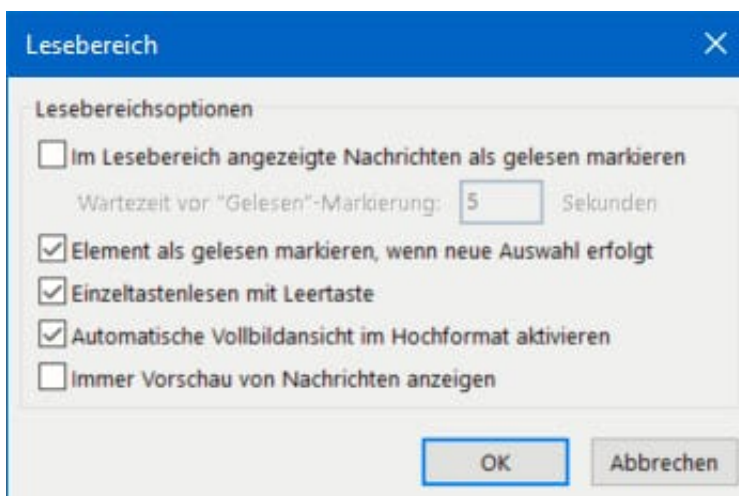 Lesebereich
Lesebereichsoptionen
Im Lesebereich angezeigte Nachrichten als gelesen markieren
Wartezeit vor "Gelesen"-Markierung: 5 Sekunden
Element als gelesen markieren, wenn neue Auswahl erfolgt
Einzeltastenlesen mit Leertaste
Automatische Vollbildansicht im Hochformat aktivieren
Immer Vorschau von Nachrichten anzeigen
OK Abbrechen